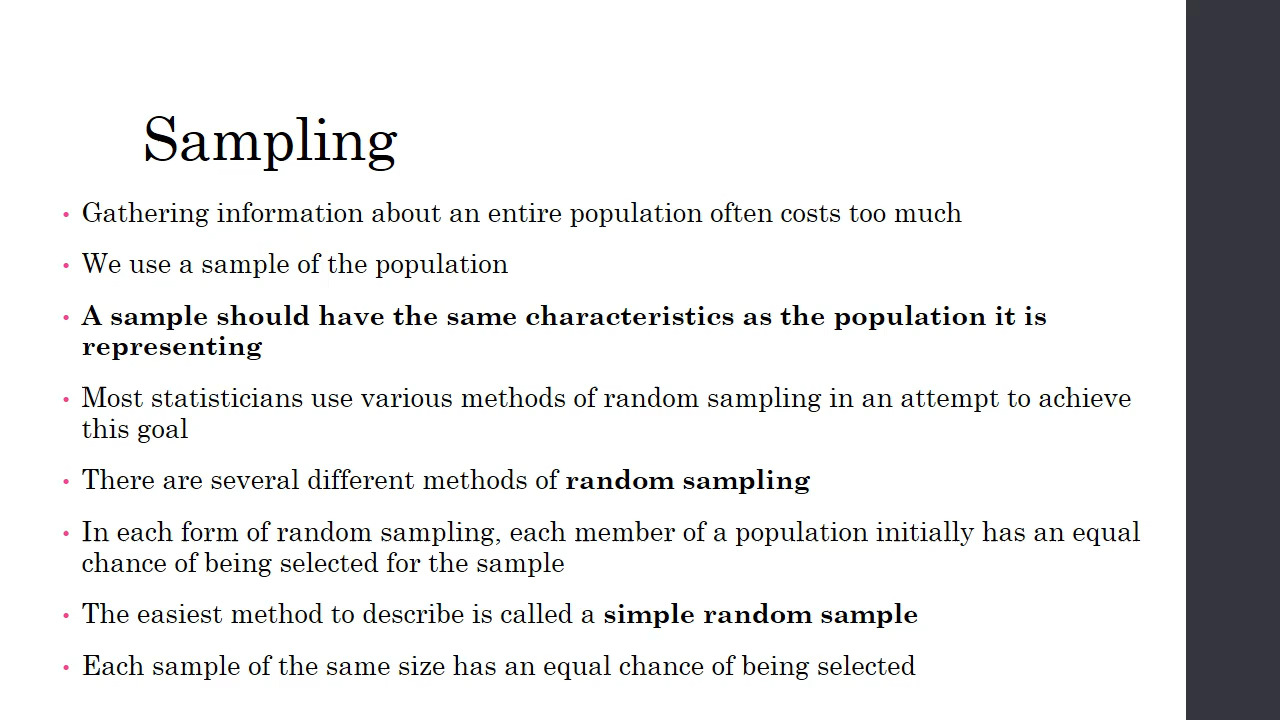 Sampling
• Gathering information about an entire population often costs too much
• We use a sample of the population
• A sample should have the same characteristics as the population it is
representing
• Most statisticians use various methods of random sampling in an attempt to achieve
this goal
• There are several different methods of random sampling
• In each form of random sampling, each member of a population initially has an equal
chance of being selected for the sample
• The easiest method to describe is called a simple random sample
• Each sample of the same size has an equal chance of being selected